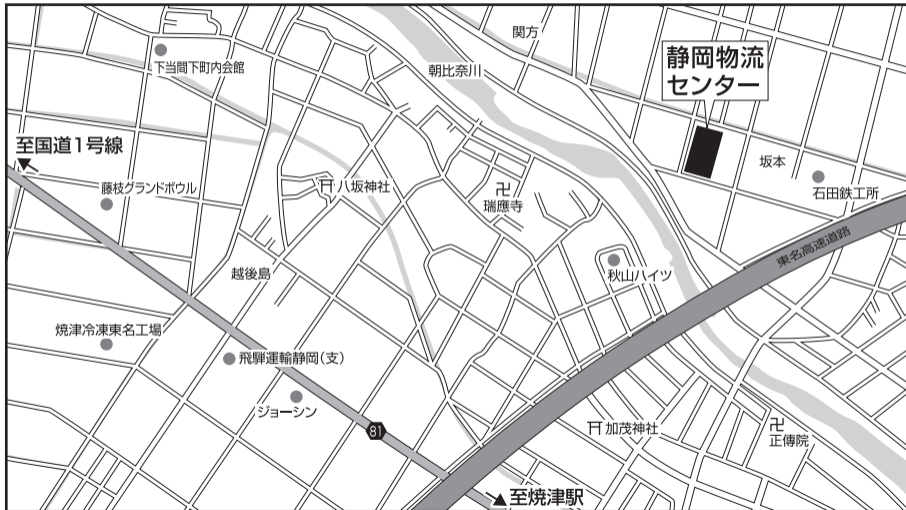 関方
下当間下町内会館
朝比奈川
静岡物流
センター
至国道1号線
坂本
石田鉄工所
藤枝グランドボウル
八坂神社
瑞應寺
東名高速道路
越後島
秋山ハイツ
焼津冷凍東名工場
飛騨運輸静岡（支）
ジョーシン
81
加茂神社
正傳院
至焼津駅